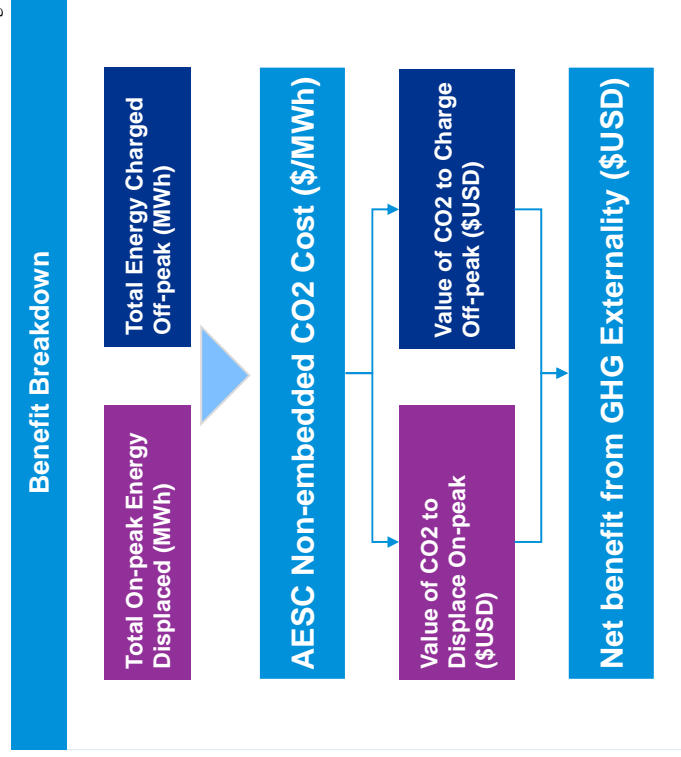 Benefit Breakdown
Total On-peak Energy
Displaced (MWh)
Total Energy Charged
Off-peak (MWh)
AESC Non-embedded CO2 Cost ($/MWh)
Value of CO2 to
Displace On-peak
($USD)
Value of CO2 to Charge
Off-peak ($USD)
Net benefit from GHG Externality ($USD)